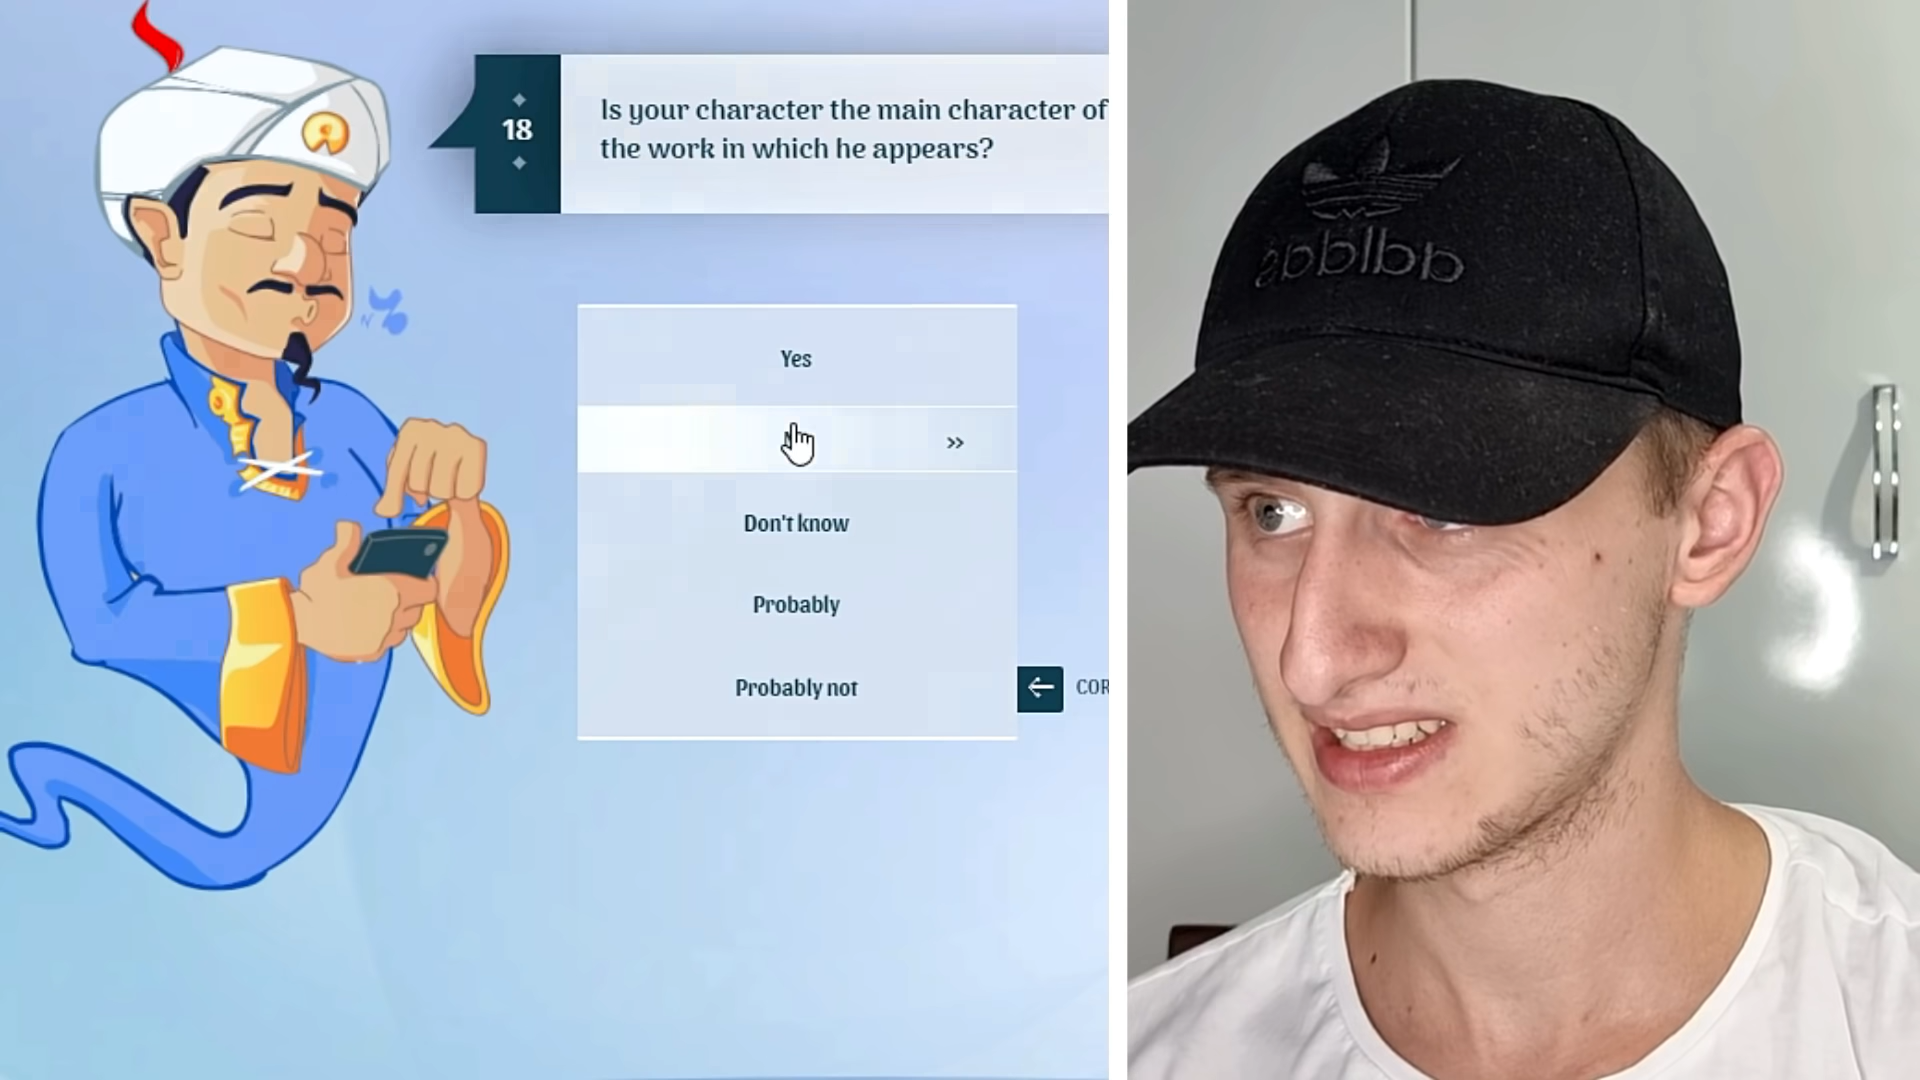 18
Is your character the main character of
the work in which he appears?
Yes
Don't know
Probably
Probably not
COR
adidas